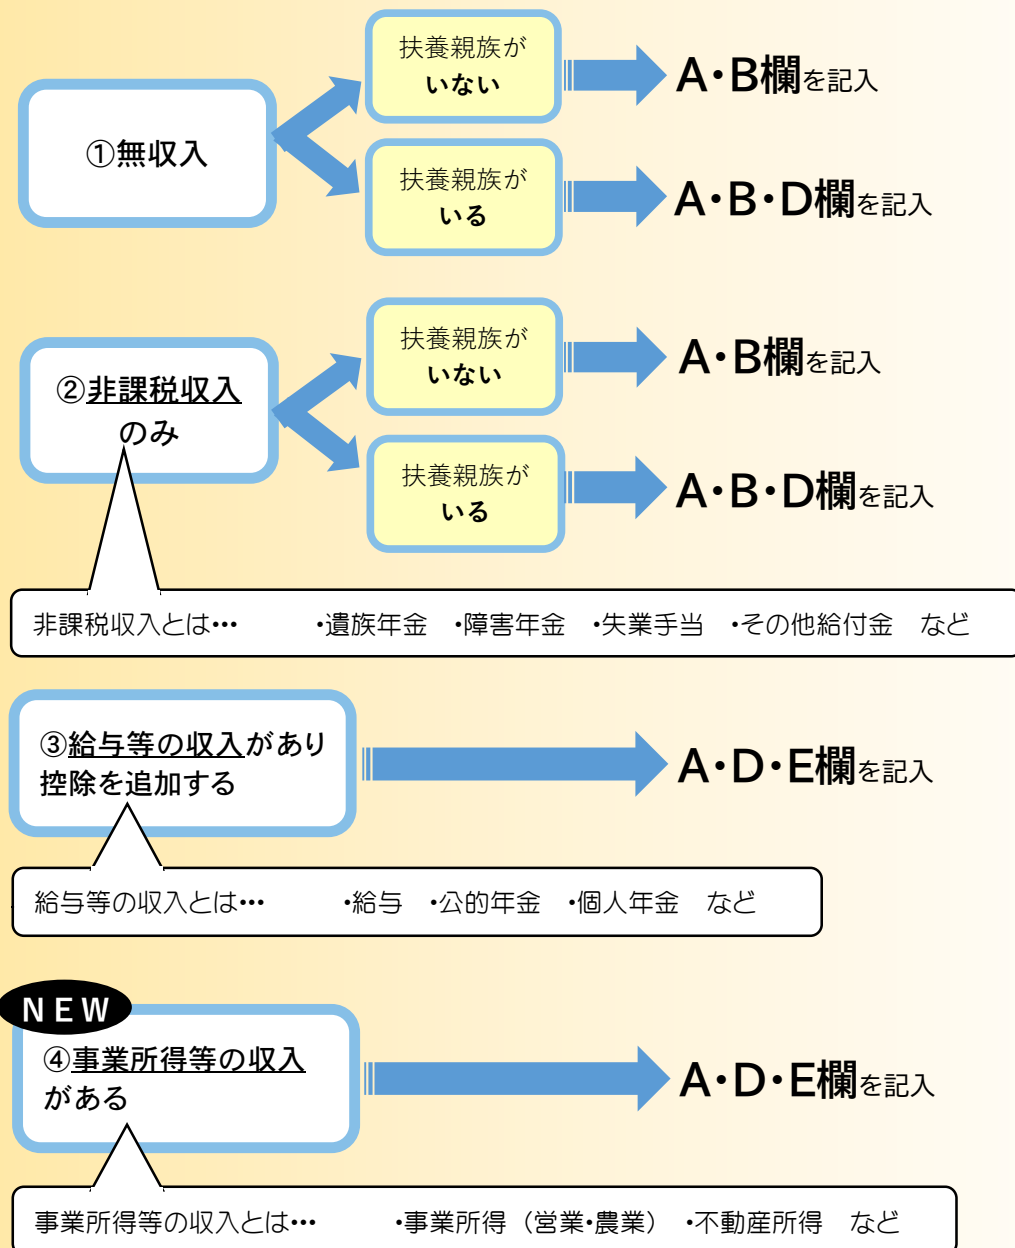 ①無収入
扶養親族が
いない
A・B欄を記入
扶養親族が
いる
A・B・D欄を記入
②非課税収入
のみ
扶養親族が
いない
A・B欄を記入
扶養親族が
いる
A・B・D欄を記入
非課税収入とは… ・遺族年金 ・障害年金 ・失業手当 ・その他給付金 など
③給与等の収入があり
控除を追加する
A・D・E欄を記入
給与等の収入とは… ・給与 ・公的年金 ・個人年金 など
NEW
④事業所得等の収入
がある
A・D・E欄を記入
事業所得等の収入とは… ・事業所得（営業・農業） ・不動産所得 など